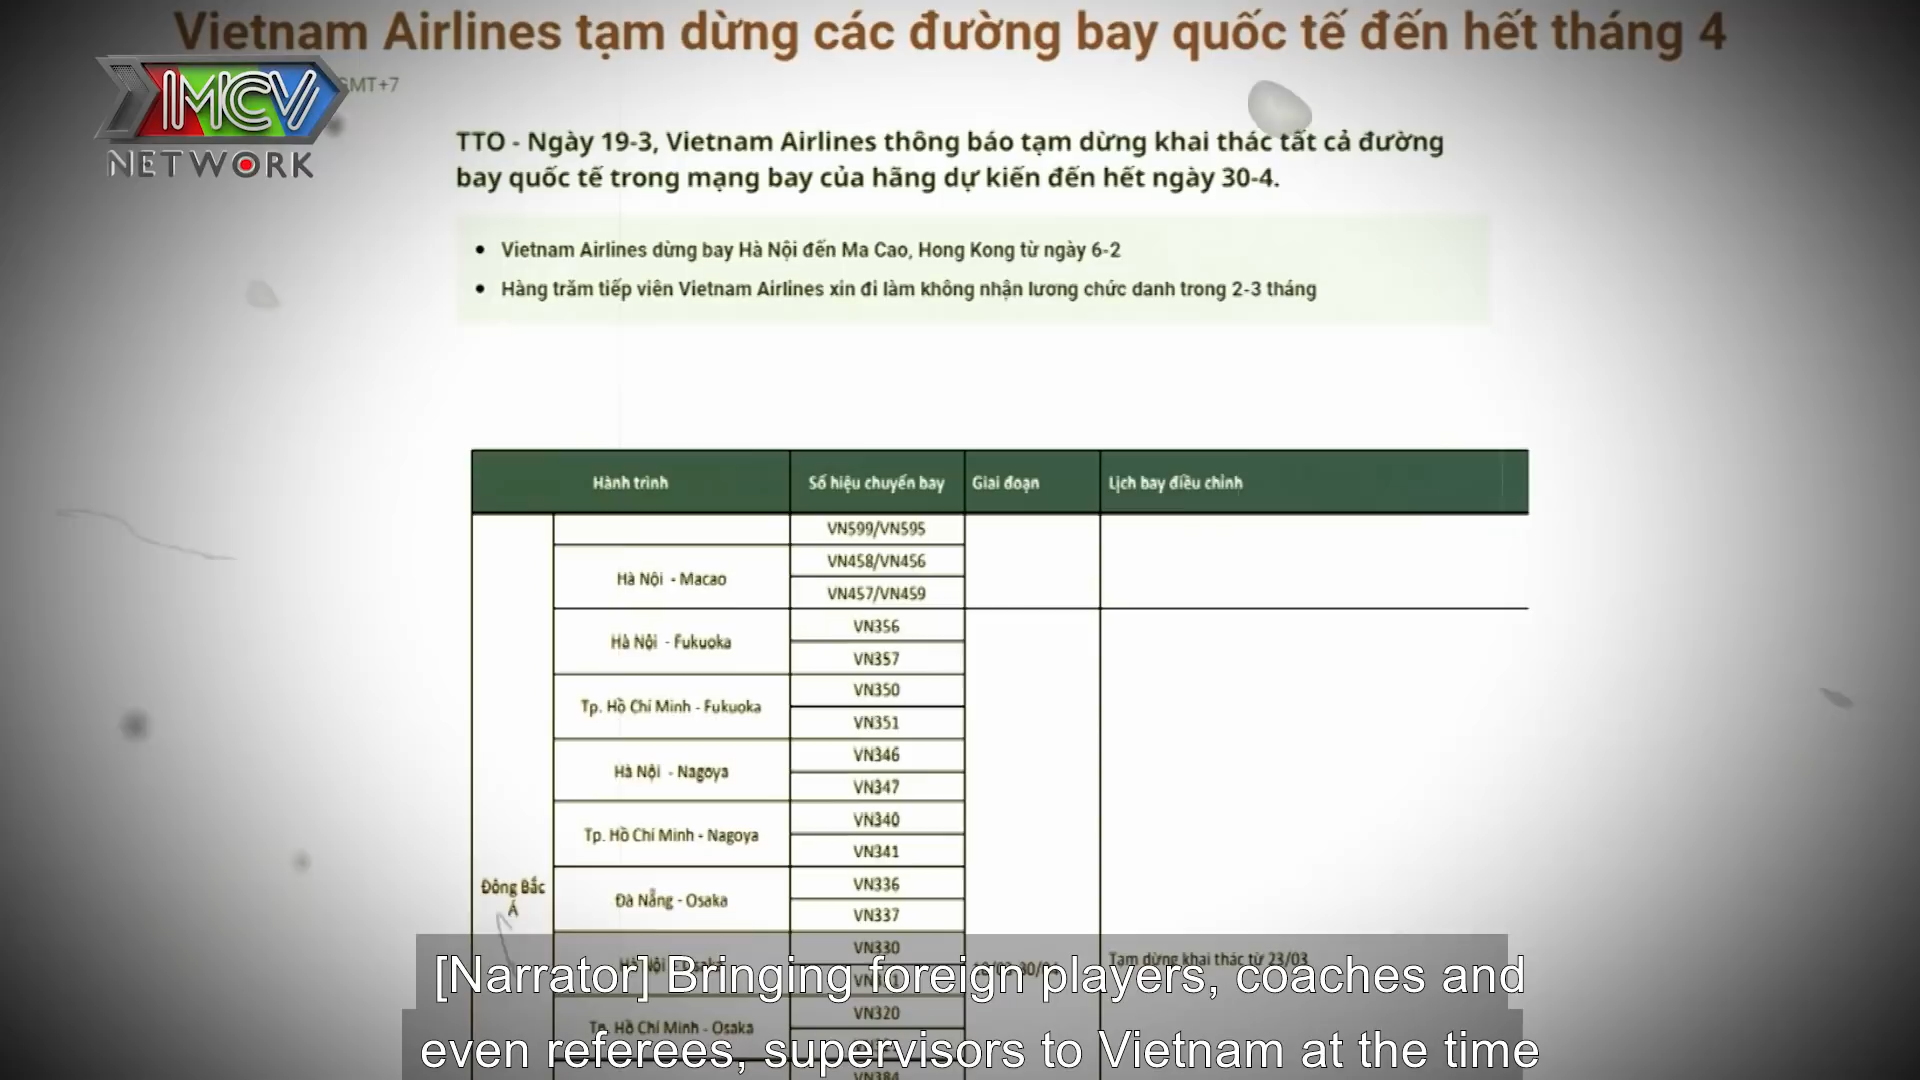 Vietnam Airlines tạm dừng các đường bay quốc tế đến hết tháng 4
MCV
NETWORK
GMT+7
TTO - Ngày 19-3, Vietnam Airlines thông báo tạm dừng khai thác tất cả đường
bay quốc tế trong mạng bay của hãng dự kiến đến hết ngày 30-4.
Vietnam Airlines dừng bay Hà Nội đến Ma Cao, Hong Kong từ ngày 6-2
Hàng trăm tiếp viên Vietnam Airlines xin đi làm không nhận lương chức danh trong 2-3 tháng
Hành trình Số hiệu chuyến bay Giai đoạn Lịch bay điều chỉnh
VN599/VN595
Hà Nội - Macao
VN458/VN456
VN457/VN459
Hà Nội - Fukuoka
VN356
VN357
Tp. Hồ Chí Minh - Fukuoka
VN350
VN351
Hà Nội - Nagoya
VN346
VN347
Tp. Hồ Chí Minh - Nagoya
VN340
VN341
Đông Bắc
Á
Đà Nẵng - Osaka
VN336
VN337
VN330
Tạm dừng khai thác từ 23/03
VN320
Tp. Hồ Chí Minh - Osaka
VN384
[Narrator] Bringing foreign players, coaches and
even referees, supervisors to Vietnam at the time